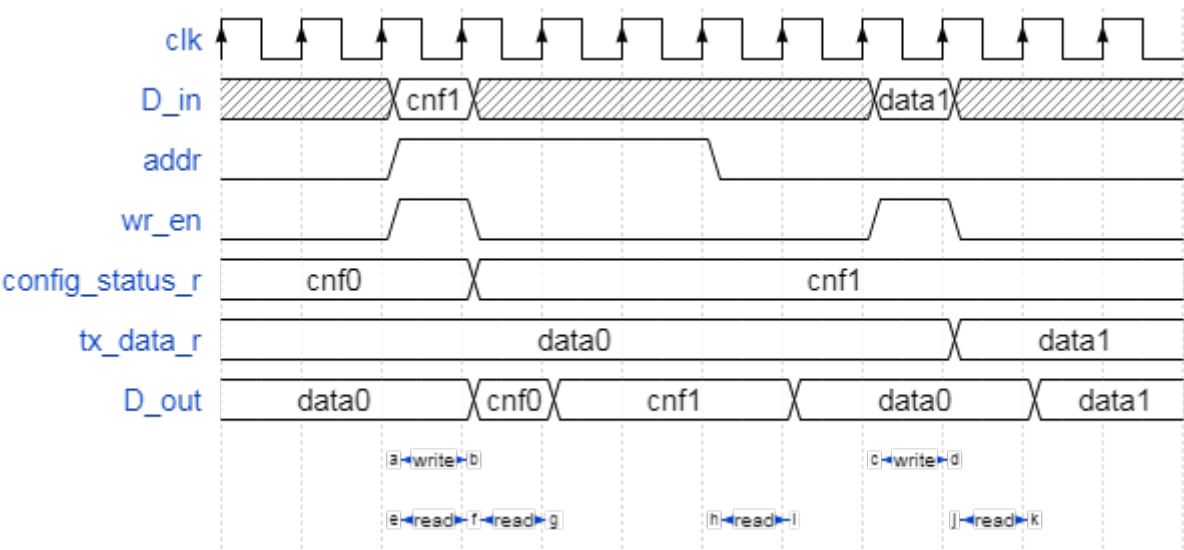 clk
D_in cnf1 data1
addr
wr_en
config_status_r cnf0 cnf1
tx_data_r data0 data1
D_out data0 cnf0 cnf1 data0 data1
a write b c write d
e read f read g h read i j read k